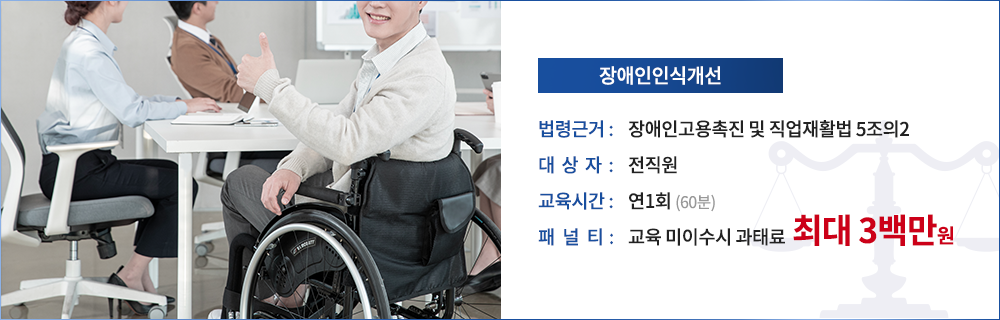 장애인인식개선
법령근거 : 장애인고용촉진 및 직업재활법 5조의2
대 상 자 : 전직원
교육시간 : 연1회 (60분)
패 널 티 : 교육 미이수시 과태료 최대 3백만원